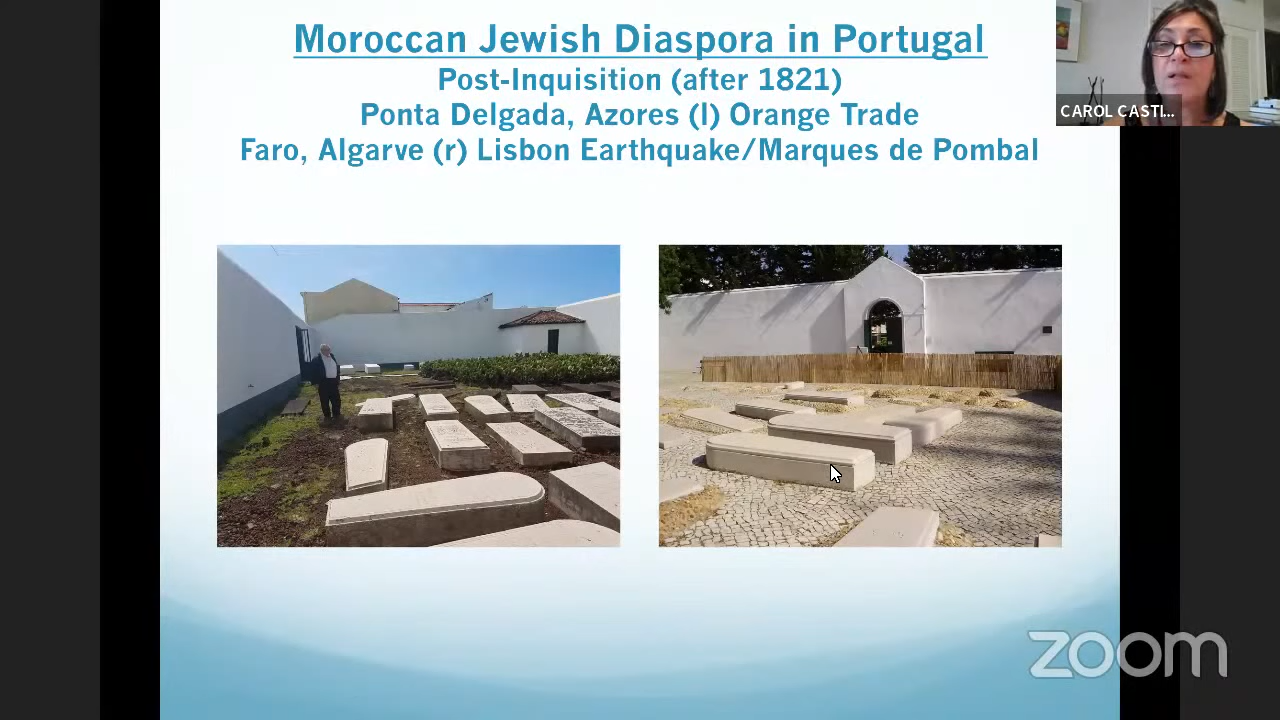 Moroccan Jewish Diaspora in Portugal
Post-Inquisition (after 1821)
Ponta Delgada, Azores (l) Orange Trade
Faro, Algarve (r) Lisbon Earthquake/Marques de Pombal
CAROL CASTI...
zoom